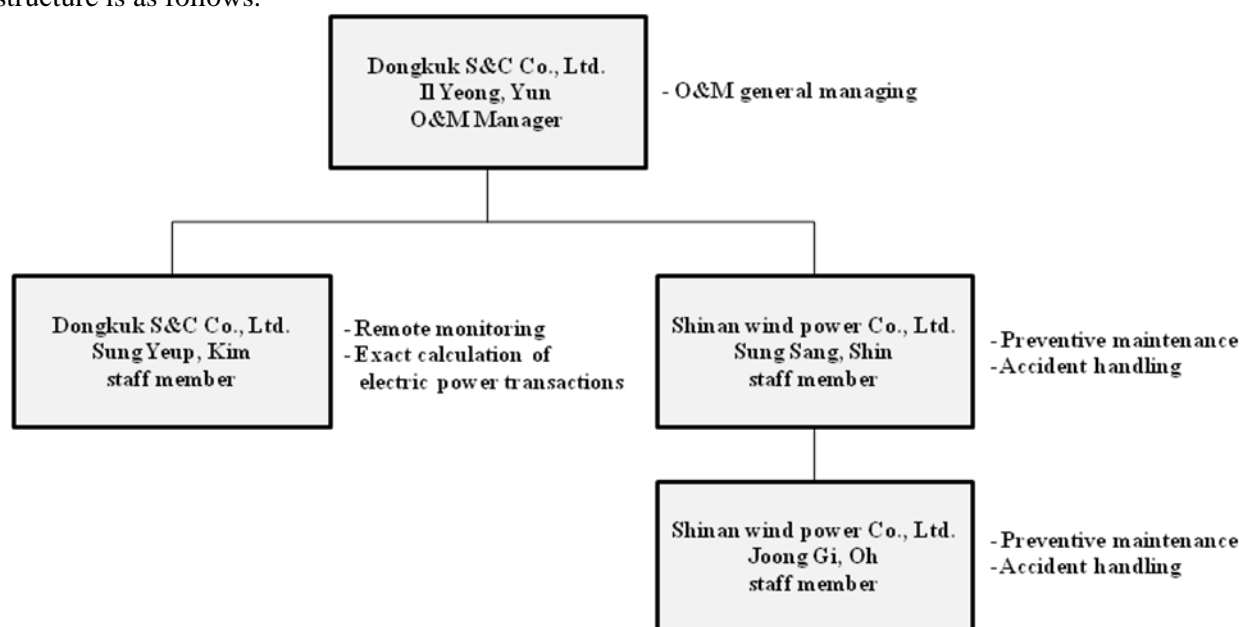 structure is as follows:
Dongkuk S&C Co., Ltd.
Il Yeong, Yun
O&M Manager
- O&M general managing
Dongkuk S&C Co., Ltd.
Sung Yeup, Kim
staff member
- Remote monitoring
- Exact calculation of
electric power transactions
Shinan wind power Co., Ltd.
Sung Sang, Shin
staff member
- Preventive maintenance
- Accident handling
Shinan wind power Co., Ltd.
Joong Gi, Oh
staff member
- Preventive maintenance
- Accident handling